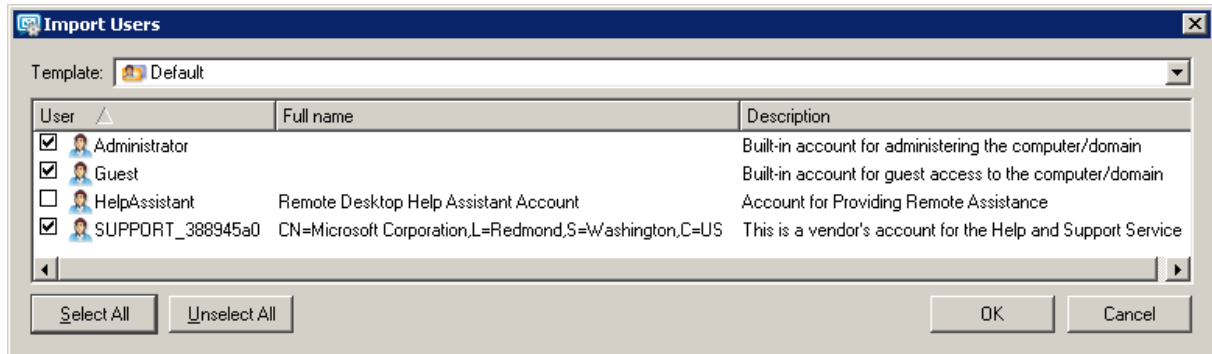 Import Users
Template: Default
User Full name Description
Administrator Built-in account for administering the computer/domain
Guest Built-in account for guest access to the computer/domain
HelpAssistant Remote Desktop Help Assistant Account Account for Providing Remote Assistance
SUPPORT_388945a0 CN=Microsoft Corporation,L=Redmond,S=Washington,C=US This is a vendor's account for the Help and Support Service
Select All Unselect All OK Cancel